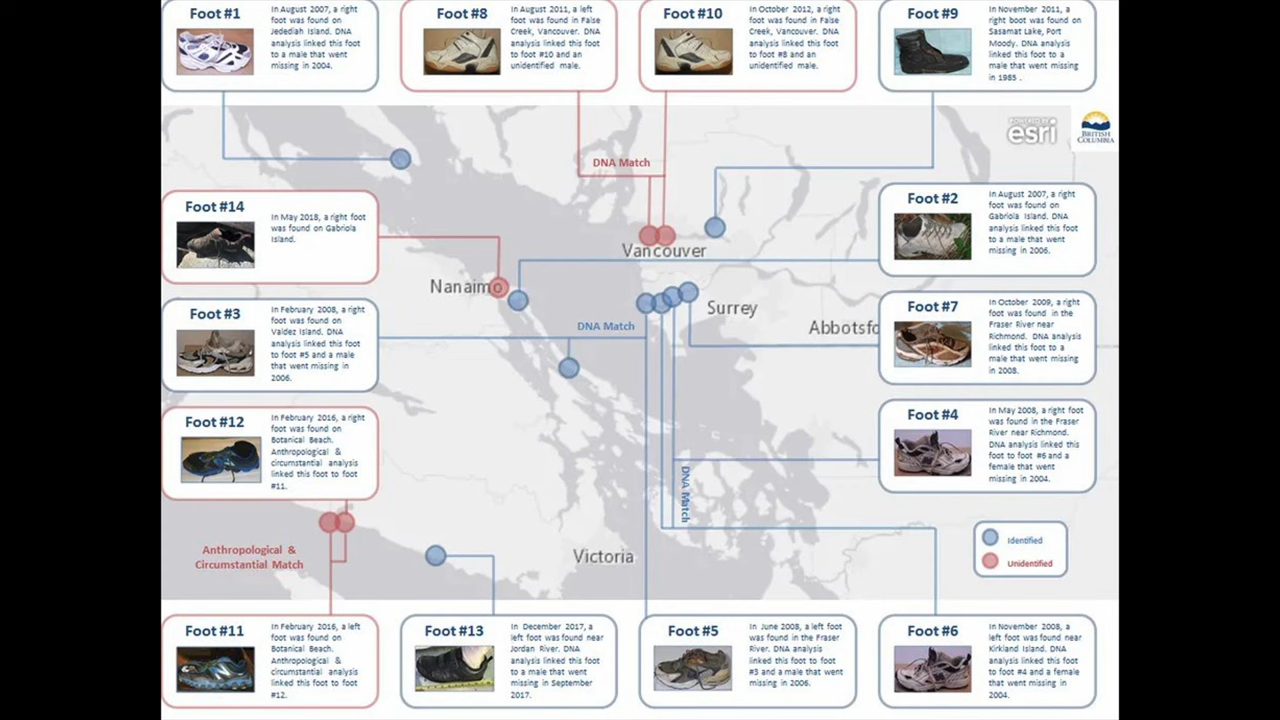 Foot #1
In August 2007, a right
foot was found on
Jedediah Island. DNA
analysis linked this foot
to a male that went
missing in 2004.
Foot #8
In August 2011, a left
foot was found in False
Creek, Vancouver. DNA
analysis linked this foot
to foot #10 and an
unidentified male.
Foot #10
In October 2012, a right
foot was found in False
Creek, Vancouver. DNA
analysis linked this foot
to foot #8 and an
unidentified male.
Foot #9
In November 2011, a
right boot was found on
Sasamat Lake, Port
Moody. DNA analysis
linked this foot to a
male that went missing
in 1985 .
POWERED BY
esri
BRITISH
COLUMBIA
DNA Match
Foot #14
In May 2018, a right foot
was found on Gabriola
Island.
Foot #2
In August 2007, a right
foot was found on
Gabriola Island. DNA
analysis linked this foot
to a male that went
missing in 2006.
Vancouver
Nanaimo
Surrey
Abbotsfo
Foot #3
In February 2008, a right
foot was found on
Valdez Island. DNA
analysis linked this foot
to foot #5 and a male
that went missing in
2006.
DNA Match
Foot #7
In October 2009, a right
foot was found in the
Fraser River near
Richmond. DNA analysis
linked this foot to a
male that went missing
in 2008.
Foot #12
In February 2016, a right
foot was found on
Botanical Beach.
Anthropological &
circumstantial analysis
linked this foot to foot
#11.
Foot #4
In May 2008, a right foot
was found in the Fraser
River near Richmond.
DNA analysis linked this
foot to foot #6 and a
female that went
missing in 2004.
DNA Match
Anthropological &
Circumstantial Match
Victoria
Identified
Unidentified
Foot #11
In February 2016, a left
foot was found on
Botanical Beach.
Anthropological &
circumstantial analysis
linked this foot to foot
#12.
Foot #13
In December 2017, a
left foot was found near
Jordan River. DNA
analysis linked this foot
to a male that went
missing in September
2017.
Foot #5
In June 2008, a left foot
was found in the Fraser
River. DNA analysis
linked this foot to foot
#3 and a male that went
missing in 2006.
Foot #6
In November 2008, a
left foot was found near
Kirkland Island. DNA
analysis linked this foot
to foot #4 and a female
that went missing in
2004.